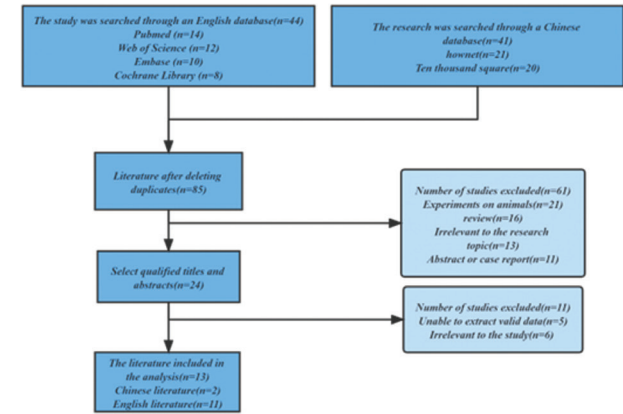 The study was searched through an English database(n=44)
Pubmed (n=14)
Web of Science (n=12)
Embase (n=10)
Cochrane Library (n=8)
The research was searched through a Chinese
database(n=41)
hownet(n=21)
Ten thousand square(n=20)
Literature after deleting
duplicates(n=85)
Number of studies excluded(n=61)
Experiments on animals(n=21)
review(n=16)
Irrelevant to the research
topic(n=13)
Abstract or case report(n=11)
Select qualified titles and
abstracts(n=24)
Number of studies excluded(n=11)
Unable to extract valid data(n=5)
Irrelevant to the study(n=6)
The literature included in
the analysis(n=13)
Chinese literature(n=2)
English literature(n=11)